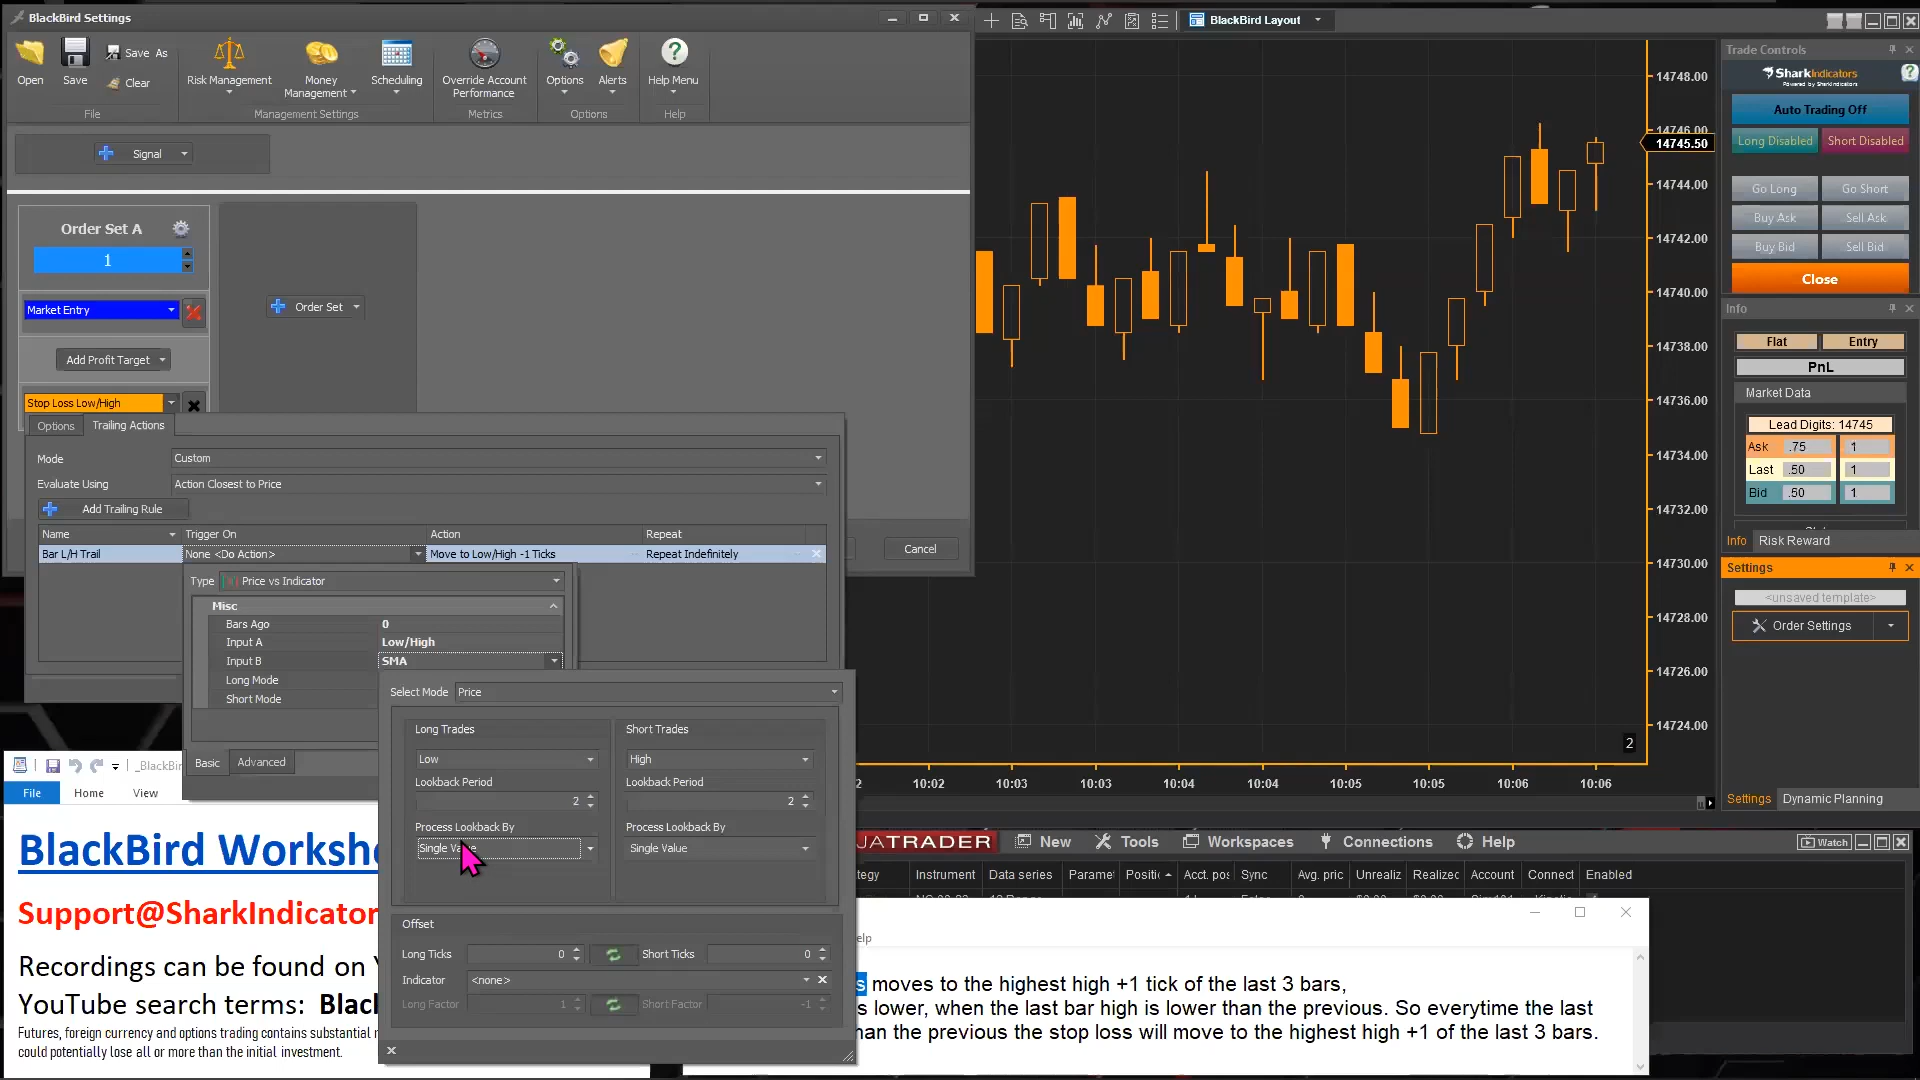 BlackBird Settings
Open
Save
Save As
Clear
File
Risk Management
Money Management
Scheduling
Management Settings
Override Account Performance
Metrics
Options
Alerts
Options
Help Menu
Help
Signal
Order Set A
1
Market Entry
Add Profit Target
Stop Loss Low/High
Order Set
Options
Trailing Actions
Mode
Custom
Evaluate Using
Action Closest to Price
Add Trailing Rule
Name
Trigger On
Action
Repeat
Bar L/H Trail
None <Do Action>
Move to Low/High -1 Ticks
Repeat Indefinitely
Cancel
Type
Price vs Indicator
Misc
Bars Ago
0
Input A
Low/High
Input B
SMA
Long Mode
Short Mode
Basic
Advanced
Select Mode
Price
Long Trades
Short Trades
Low
High
Lookback Period
Lookback Period
2
2
Process Lookback By
Process Lookback By
Single Value
Offset
Long Ticks
0
Short Ticks
0
Indicator
<none>
Long Factor
1
Short Factor
-1
File
Home
View
Support@SharkIndicator
Recordings can be found on
YouTube search terms:
Futures, foreign currency and options trading contains substantial
could potentially lose all or more than the initial investment.
BlackBird Layout
14748.00
14746.00
14745.50
14744.00
14742.00
14740.00
14738.00
14736.00
14734.00
14732.00
14730.00
14728.00
14726.00
14724.00
2
10:02
10:02
10:03
10:03
10:04
10:04
10:05
10:05
10:06
10:06
Trade Controls
SharkIndicators
Powered by SharkIndicators
Auto Trading Off
Long Disabled
Short Disabled
Go Long
Go Short
Buy Ask
Sell Ask
Buy Bid
Sell Bid
Close
Info
Flat
Entry
PnL
Market Data
Lead Digits: 14745
Ask .75 1
Last .50 1
Bid .50 1
Info
Risk Reward
Settings
<unsaved template>
Order Settings
Settings
Dynamic Planning
New
Tools
Workspaces
Connections
Help
Watch
Instrument
Data series
Avg. pric
Sync
Account
Enabled
moves to the highest high +1 tick of the last 3 bars,
lower, when the last bar high is lower than the previous. So everytime the last
the previous the stop loss will move to the highest high +1 of the last 3 bars.